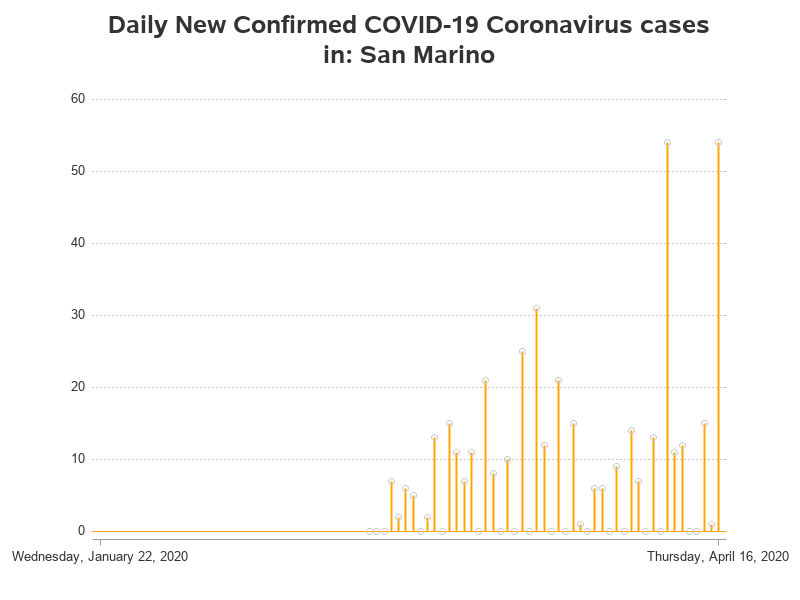 Daily New Confirmed COVID-19 Coronavirus cases
in: San Marino
60
50
40
30
20
10
0
Wednesday, January 22, 2020
Thursday, April 16, 2020